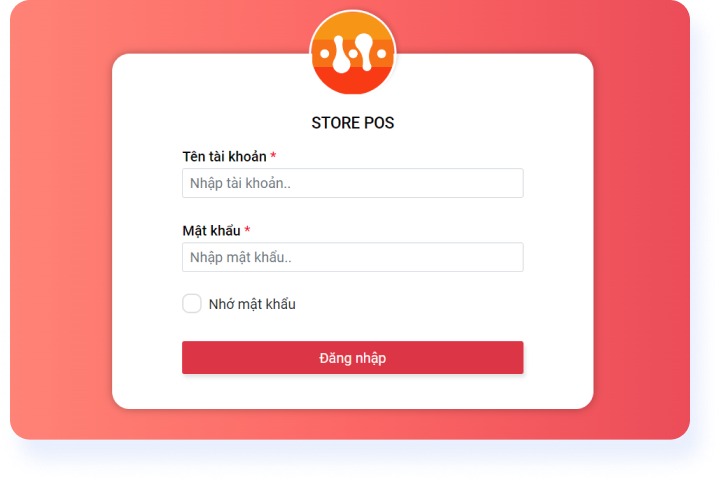 STORE POS
Tên tài khoản *
Nhập tài khoản..
Mật khẩu *
Nhập mật khẩu..
Nhớ mật khẩu
Đăng nhập